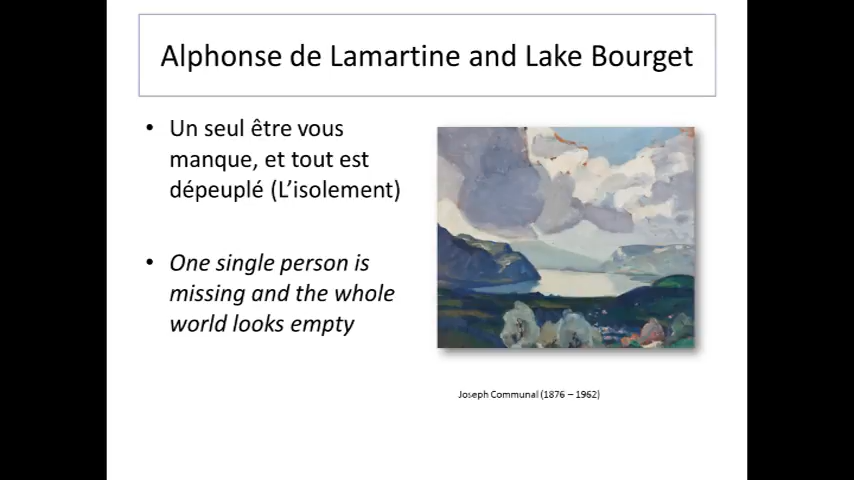 Alphonse de Lamartine and Lake Bourget
• Un seul être vous
manque, et tout est
dépeuplé (L’isolement)
• One single person is
missing and the whole
world looks empty
Joseph Communal (1876 – 1962)